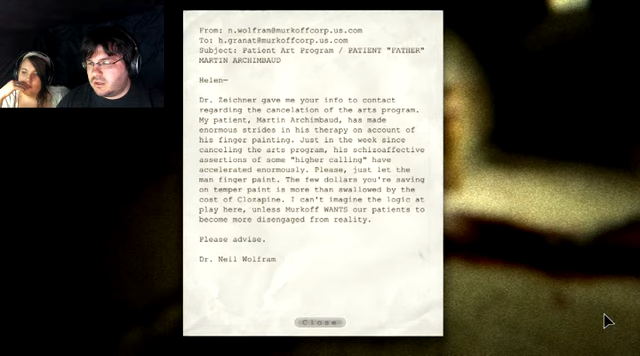 From: n.wolfram@murkoffcorp.us.com
To: h.granat@murkoffcorp.us.com
Subject: Patient Art Program / PATIENT "FATHER"
MARTIN ARCHIMBAUD
Helen—
Dr. Zeichner gave me your info to contact
regarding the cancelation of the arts program.
My patient, Martin Archimbaud, has made
enormous strides in his therapy on account of
his finger painting. Just in the week since
canceling the arts program, his schizoaffective
assertions of some "higher calling" have
accelerated enormously. Please, just let the
man finger paint. The few dollars you're saving
on temper paint is more than swallowed by the
cost of Clozapine. I can't imagine the logic at
play here, unless Murkoff WANTS our patients to
become more disengaged from reality.
Please advise.
Dr. Neil Wolfram
Close